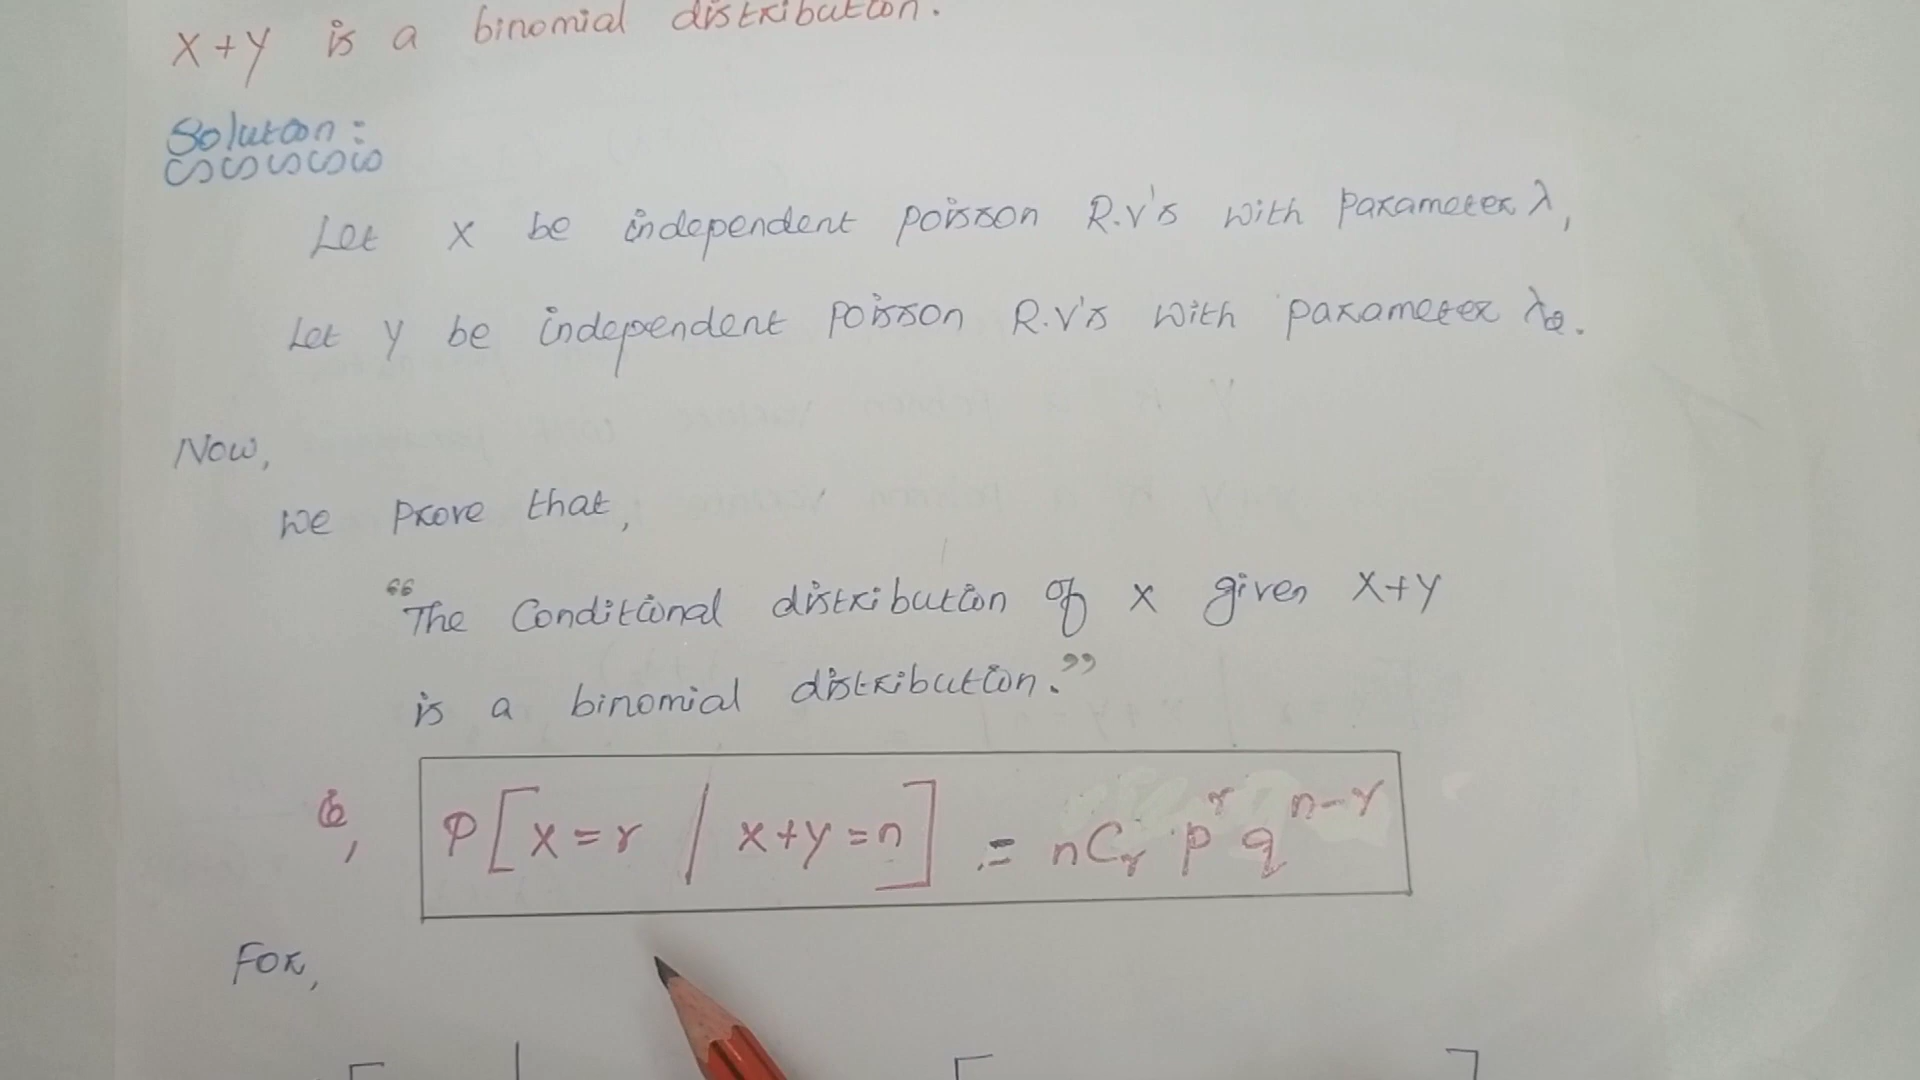 X+Y is a binomial distribution.
Solution:
Let X be independent poisson R.V's with parameter λ,
Let Y be independent poisson R.V's with parameter λ2.
Now,
we prove that,
“The Conditional distribution of X given X+Y
is a binomial distribution.”
P[X=r / X+Y=n] = nCr p^r q^n-r
For,